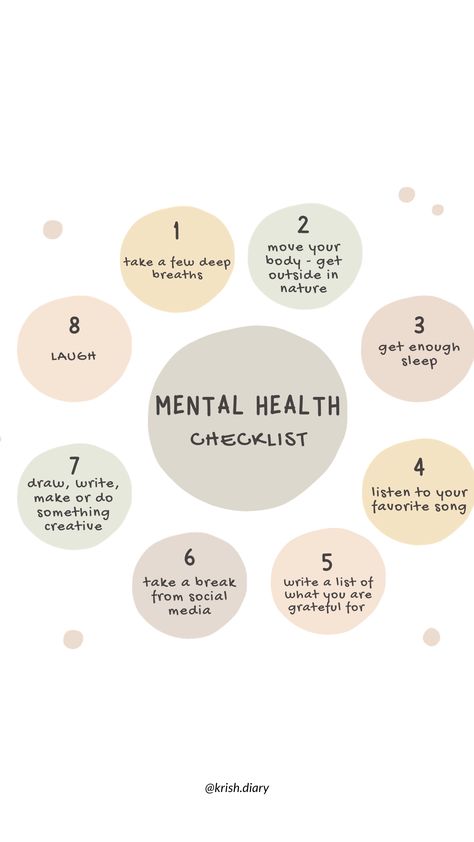 1
take a few deep
breaths
2
move your
body - get
outside in
nature
3
get enough
sleep
4
listen to your
favorite song
5
write a list of
what you are
grateful for
6
take a break
from social
media
7
draw, write,
make or do
something
creative
8
LAUGH
MENTAL HEALTH
CHECKLIST
@krish.diary